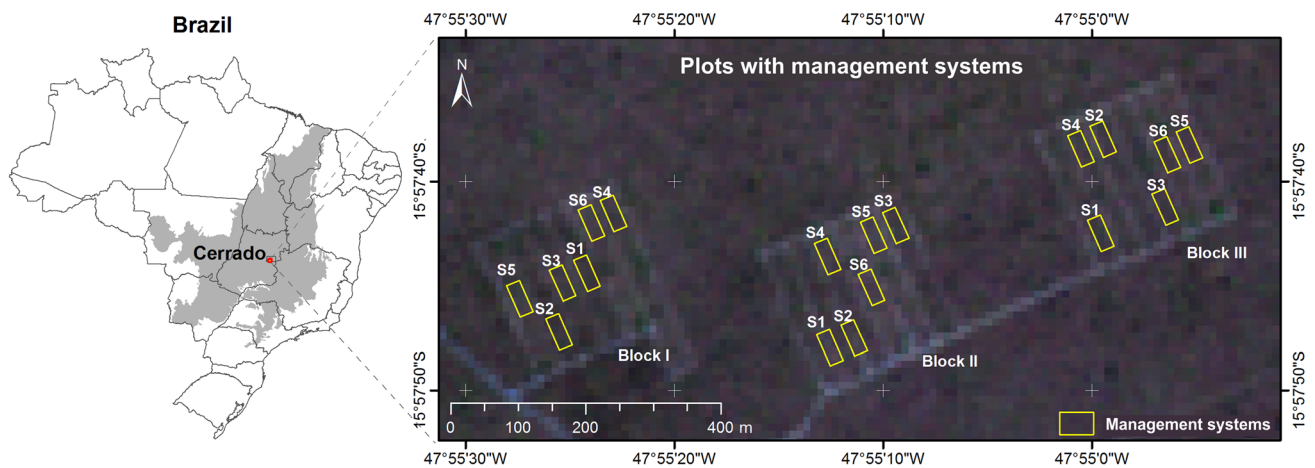 Brazil
Cerrado
47°55'30"W
47°55'20"W
47°55'10"W
47°55'0"W
Plots with management systems
N
15°57'40"S
15°57'50"S
15°57'40"S
15°57'50"S
S6
S4
S5
S3
S1
S2
Block I
S4
S5
S3
S6
S1
S2
Block II
S4
S2
S6
S5
S1
S3
Block III
0
100
200
400 m
Management systems
47°55'30"W
47°55'20"W
47°55'10"W
47°55'0"W